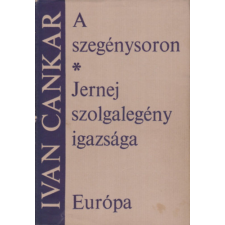 IVAN CANKAR
A
szegénysoron
*
Jernej
szolgalegény
igazsága
Európa